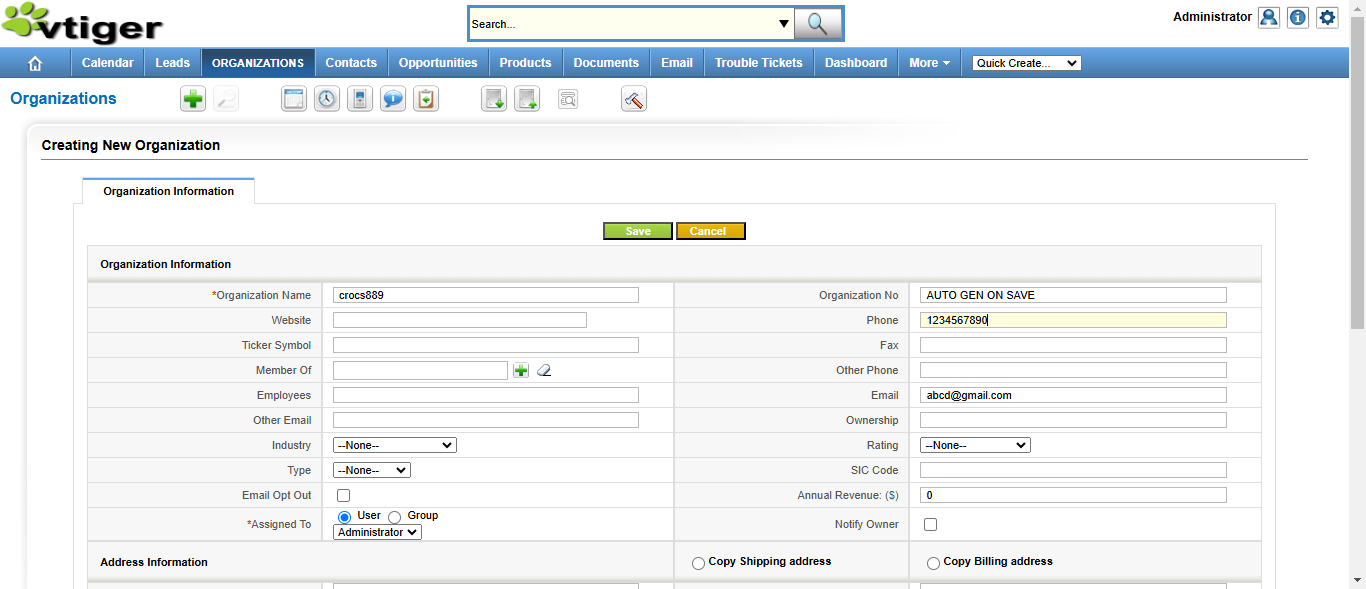 vtiger
Search...
Administrator
Calendar Leads ORGANIZATIONS Contacts Opportunities Products Documents Email Trouble Tickets Dashboard More Quick Create...
Organizations
Creating New Organization
Organization Information
Save Cancel
Organization Information
*Organization Name crocs889 Organization No AUTO GEN ON SAVE
Website Phone 1234567890
Ticker Symbol Fax
Member Of Other Phone
Employees Email abcd@gmail.com
Other Email Ownership
Industry --None-- Rating --None--
Type --None-- SIC Code
Email Opt Out Annual Revenue: ($) 0
*Assigned To User Group Notify Owner
Administrator
Address Information Copy Shipping address Copy Billing address